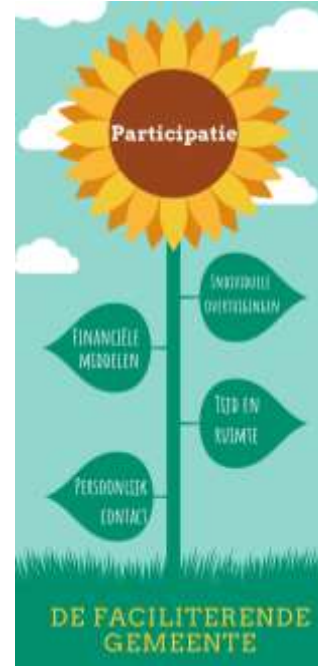 Participatie
INDIVIDUELE
OVERTUIGINGEN
FINANCIËLE
MIDDELEN
TIJD EN
RUIMTE
PERSOONLIJK
CONTACT
DE FACILITERENDE
GEMEENTE